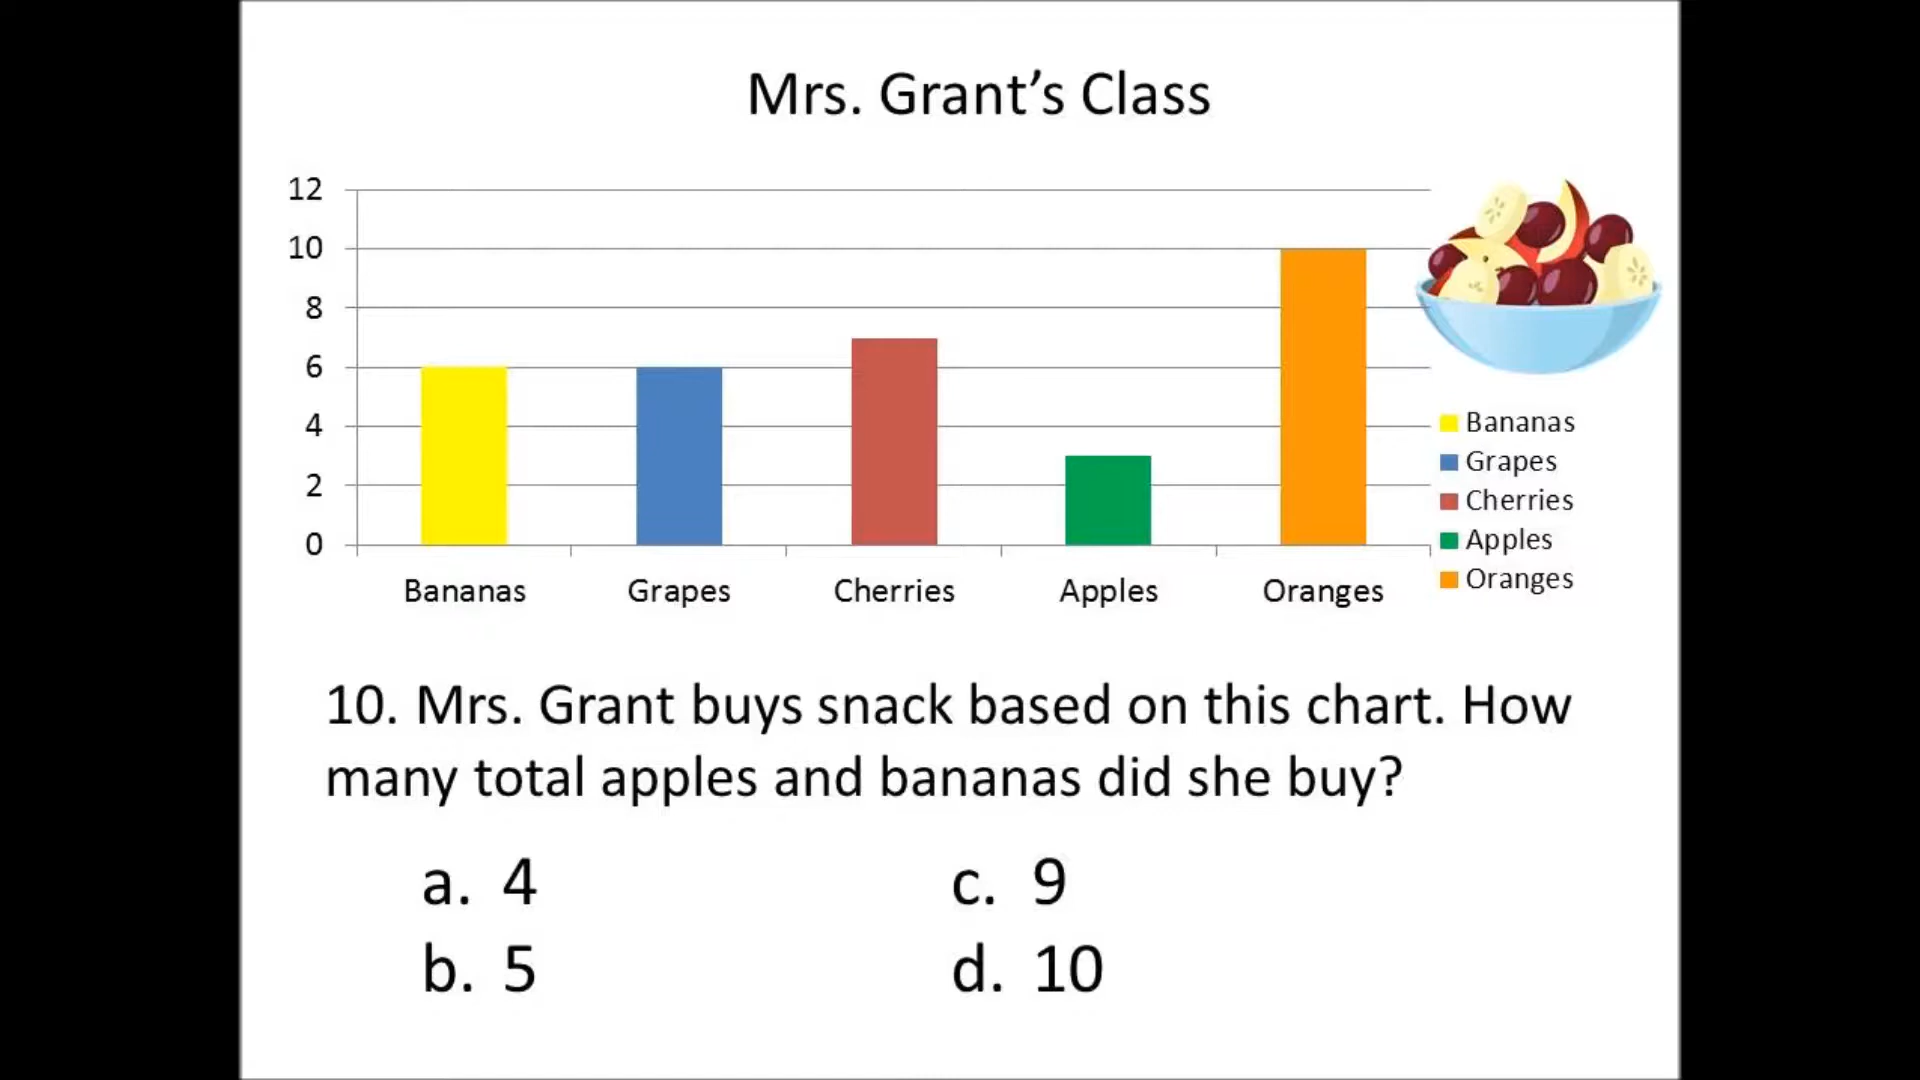 Mrs. Grant’s Class
12
10
8
6
4
2
0
Bananas
Grapes
Cherries
Apples
Oranges
Bananas
Grapes
Cherries
Apples
Oranges
10. Mrs. Grant buys snack based on this chart. How
many total apples and bananas did she buy?
a. 4
b. 5
c. 9
d. 10